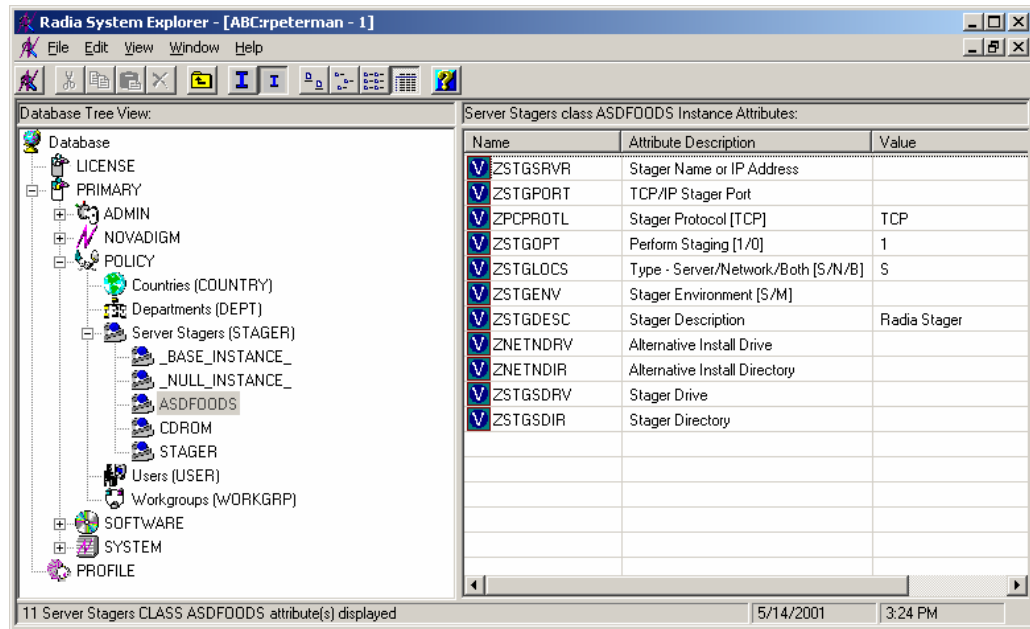 Radia System Explorer - [ABC:rpeterman - 1]
File Edit View Window Help
Database Tree View:
Server Stagers class ASDFOODS Instance Attributes:
Database
LICENSE
PRIMARY
ADMIN
NOVADIGM
POLICY
Countries (COUNTRY)
Departments (DEPT)
Server Stagers (STAGER)
_BASE_INSTANCE_
_NULL_INSTANCE_
ASDFOODS
CDROM
STAGER
Users (USER)
Workgroups (WORKGRP)
SOFTWARE
SYSTEM
PROFILE
Name Attribute Description Value
V ZSTGSRVR Stager Name or IP Address
V ZSTGPORT TCP/IP Stager Port
V ZPCPROTL Stager Protocol [TCP] TCP
V ZSTGOPT Perform Staging [1/0] 1
V ZSTGLOCS Type - Server/Network/Both [S/N/B] S
V ZSTGENV Stager Environment [S/M]
V ZSTGDESC Stager Description Radia Stager
V ZNETNDRV Alternative Install Drive
V ZNETNDIR Alternative Install Directory
V ZSTGSDRV Stager Drive
V ZSTGSDIR Stager Directory
11 Server Stagers CLASS ASDFOODS attribute(s) displayed 5/14/2001 3:24 PM